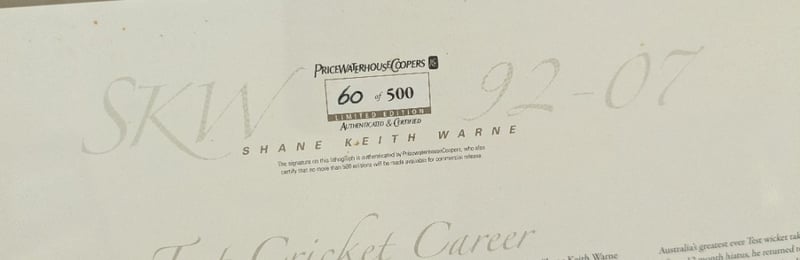 SKW 92-07
PRICEWATERHOUSECOOPERS
60 of 500
LIMITED EDITION
AUTHENTICATED & CERTIFIED
SHANE KEITH WARNE
The signature on this lithograph is authenticated by PricewaterhouseCoopers, who also
certify that no more than 500 editions will be made available for commercial release.
Test Cricket Career
Keith Warne
Australia's greatest ever Test wicket
month hiatus, he returned